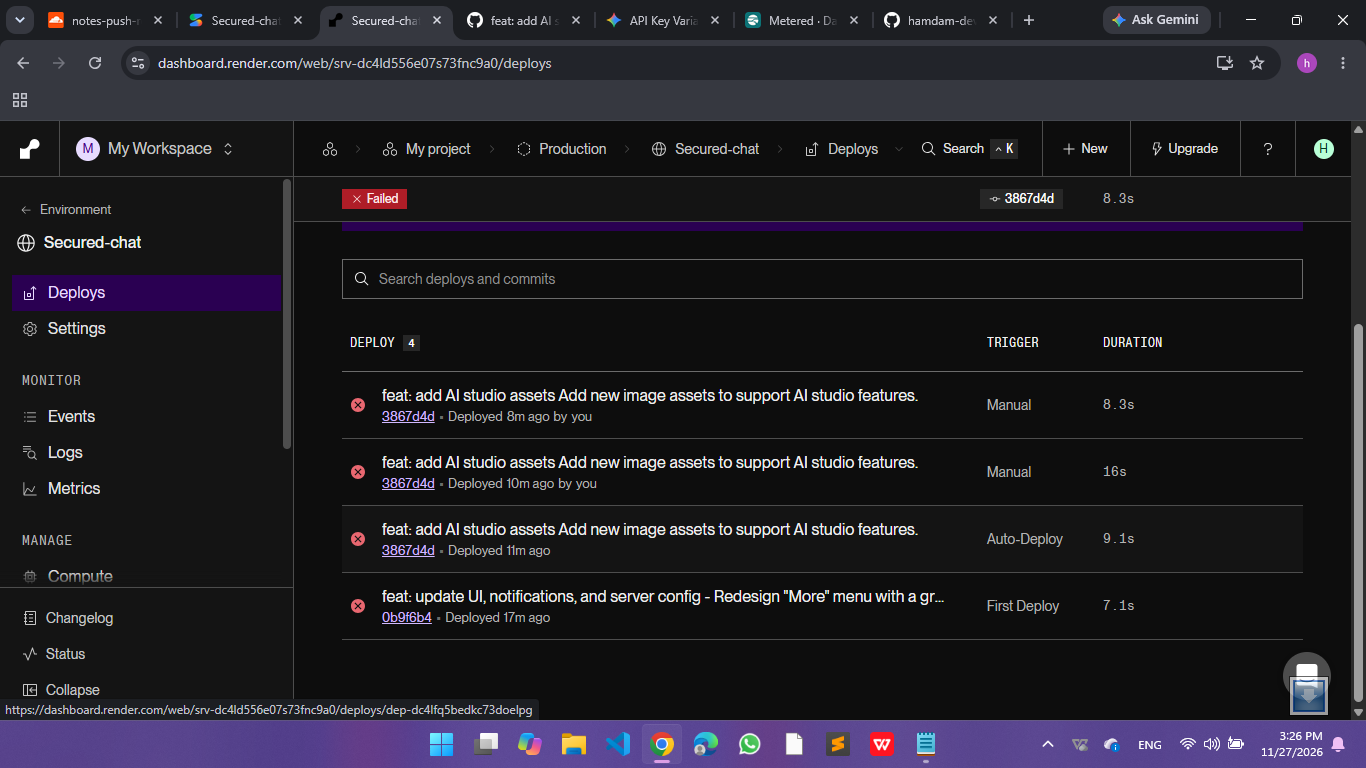 notes-push-r
Secured-chat
Secured-chat
feat: add AI s
API Key Varia
Metered · Da
hamdam-dev
Ask Gemini
dashboard.render.com/web/srv-dc4ld556e07s73fnc9a0/deploys
h
M
My Workspace
My project
Production
Secured-chat
Deploys
Search
K
New
Upgrade
?
H
Environment
Secured-chat
Deploys
Settings
MONITOR
Events
Logs
Metrics
MANAGE
Compute
Changelog
Status
Collapse
Failed
3867d4d
8.3s
Search deploys and commits
DEPLOY 4 TRIGGER DURATION
feat: add AI studio assets Add new image assets to support AI studio features.
3867d4d • Deployed 8m ago by you
Manual 8.3s
feat: add AI studio assets Add new image assets to support AI studio features.
3867d4d • Deployed 10m ago by you
Manual 16s
feat: add AI studio assets Add new image assets to support AI studio features.
3867d4d • Deployed 11m ago
Auto-Deploy 9.1s
feat: update UI, notifications, and server config - Redesign "More" menu with a gr...
0b9f6b4 • Deployed 17m ago
First Deploy 7.1s
https://dashboard.render.com/web/srv-dc4ld556e07s73fnc9a0/deploys/dep-dc4lfq5bedkc73doelpg
ENG
3:26 PM
11/27/2026